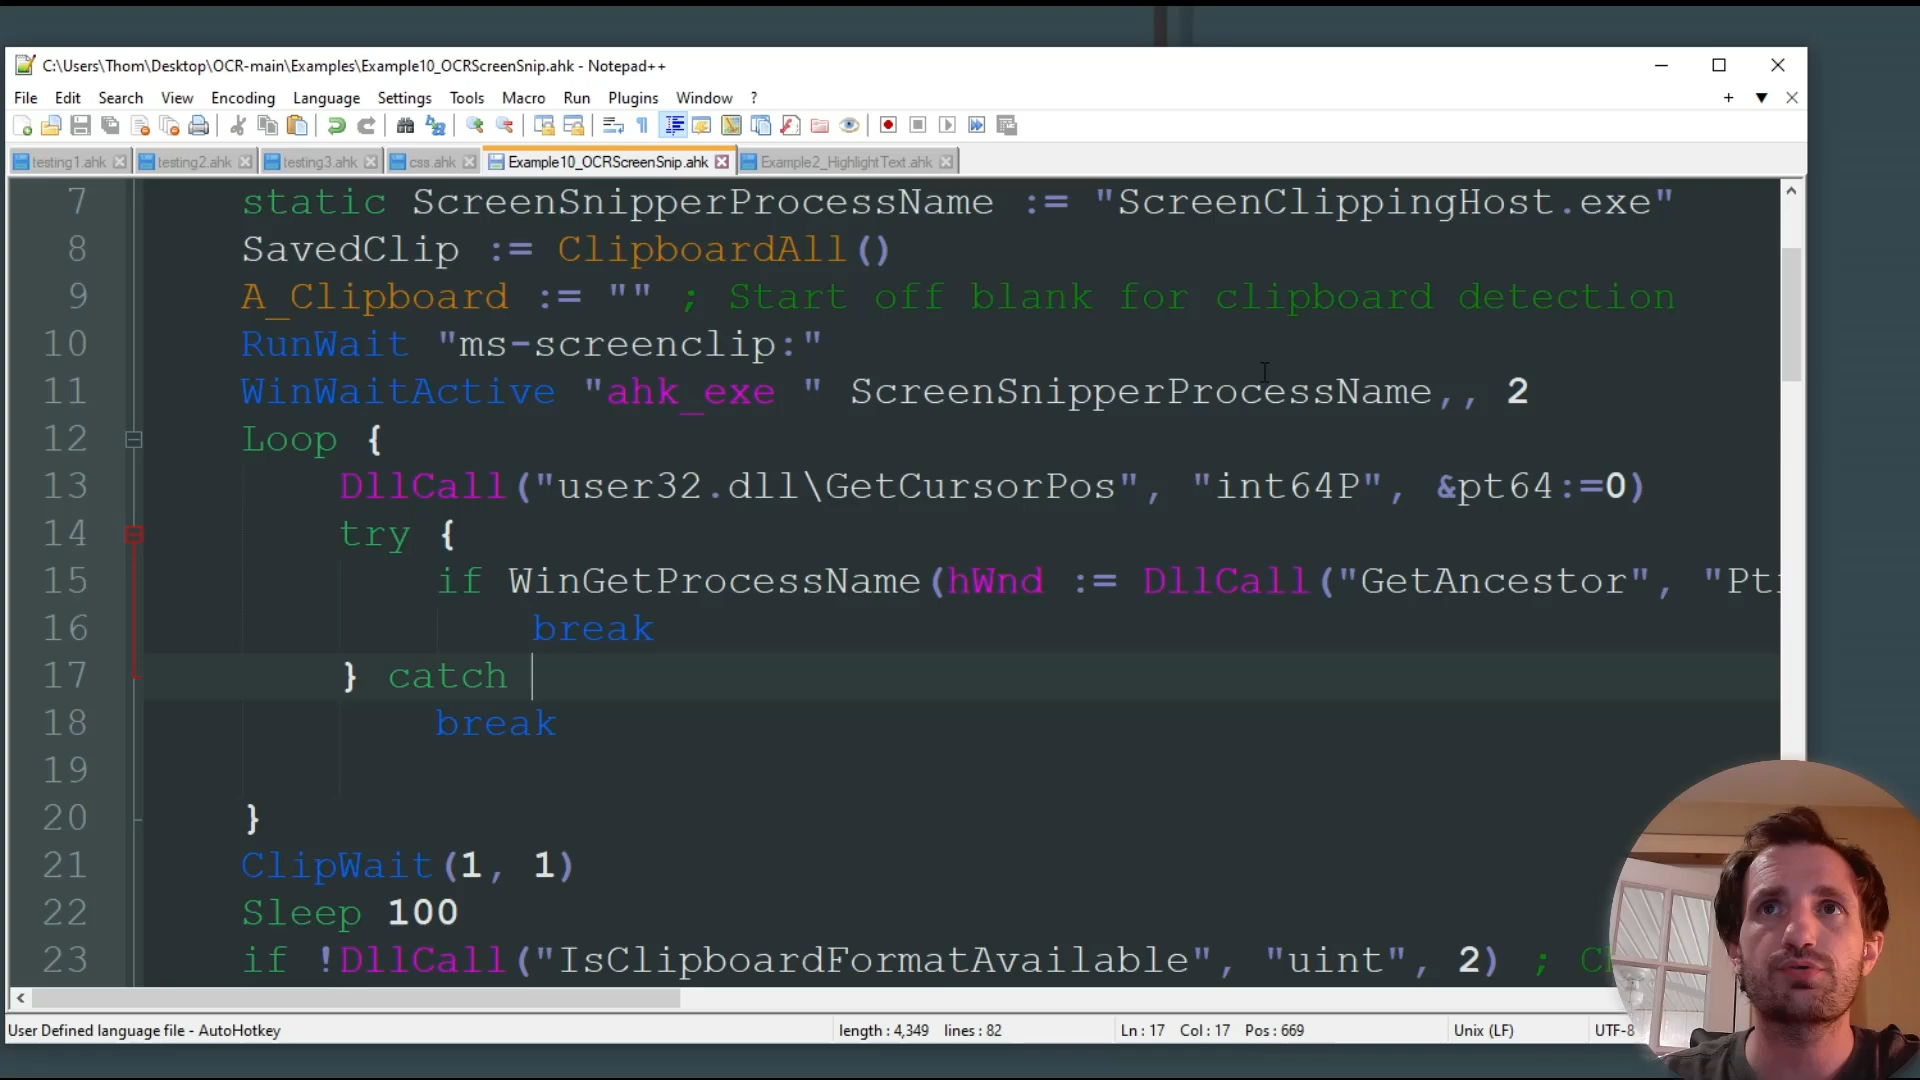 C:\Users\Thom\Desktop\OCR-main\Examples\Example10_OCRScreenSnip.ahk - Notepad++
File Edit Search View Encoding Language Settings Tools Macro Run Plugins Window ?
testing1.ahk testing2.ahk testing3.ahk css.ahk Example10_OCRScreenSnip.ahk Example2_HighlightText.ahk
7 static ScreenSnipperProcessName := "ScreenClippingHost.exe"
8 SavedClip := ClipboardAll()
9 A_Clipboard := "" ; Start off blank for clipboard detection
10 RunWait "ms-screenclip:"
11 WinWaitActive "ahk_exe " ScreenSnipperProcessName,, 2
12 Loop {
13 DllCall("user32.dll\GetCursorPos", "int64P", &pt64:=0)
14 try {
15 if WinGetProcessName(hWnd := DllCall("GetAncestor", "Pt
16 break
17 } catch
18 break
19
20 }
21 ClipWait(1, 1)
22 Sleep 100
23 if !DllCall("IsClipboardFormatAvailable", "uint", 2) ;
User Defined language file - AutoHotkey length : 4,349 lines : 82 Ln : 17 Col : 17 Pos : 669 Unix (LF) UTF-8